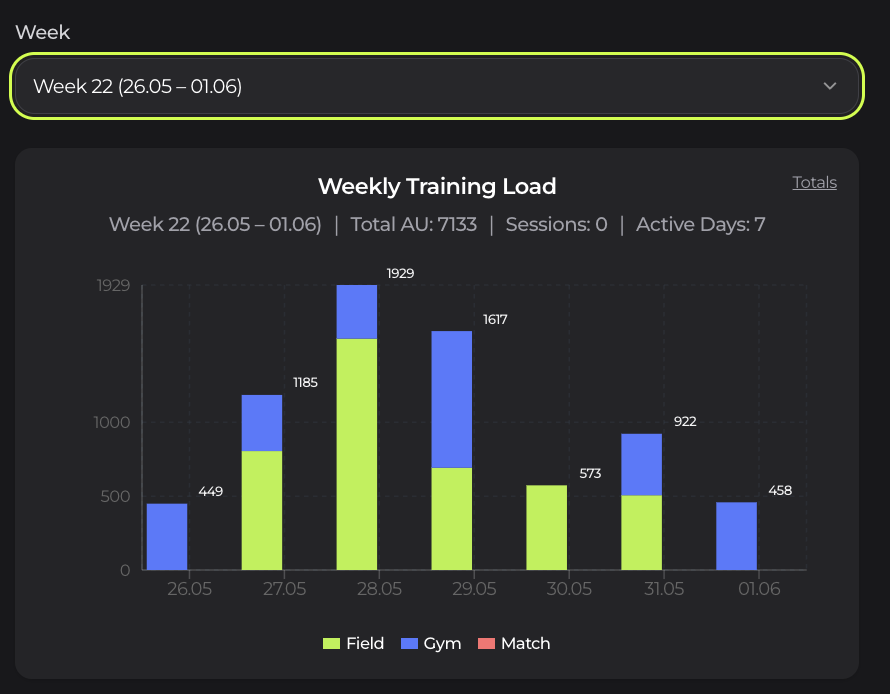 Week
Week 22 (26.05 – 01.06)
Weekly Training Load
Totals
Week 22 (26.05 – 01.06) | Total AU: 7133 | Sessions: 0 | Active Days: 7
1929
1929
1617
1185
1000
922
573
500
449
458
0
26.05 27.05 28.05 29.05 30.05 31.05 01.06
Field Gym Match